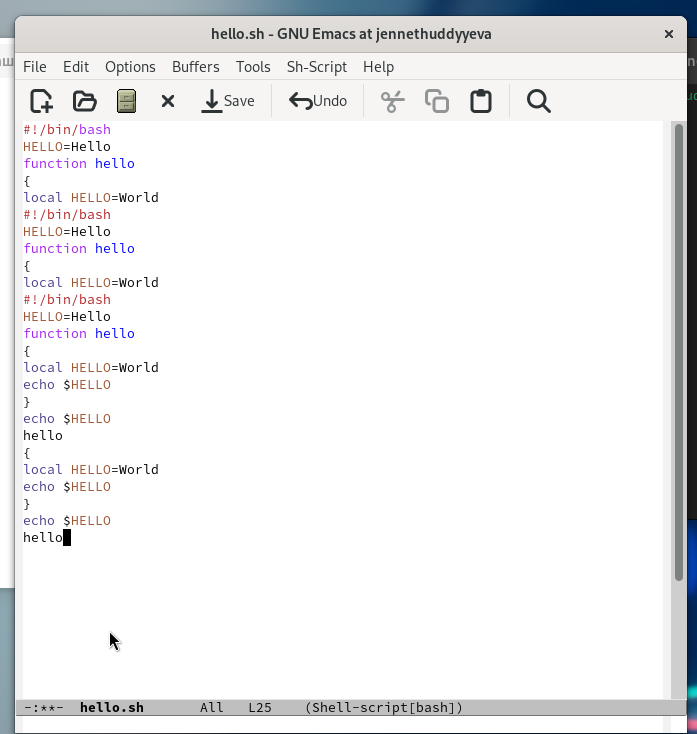 hello.sh - GNU Emacs at jennethuddyyeva
File Edit Options Buffers Tools Sh-Script Help
Save Undo
#!/bin/bash
HELLO=Hello
function hello
{
local HELLO=World
#!/bin/bash
HELLO=Hello
function hello
{
local HELLO=World
#!/bin/bash
HELLO=Hello
function hello
{
local HELLO=World
echo $HELLO
}
echo $HELLO
hello
{
local HELLO=World
echo $HELLO
}
echo $HELLO
hello
-:**- hello.sh All L25 (Shell-script[bash])